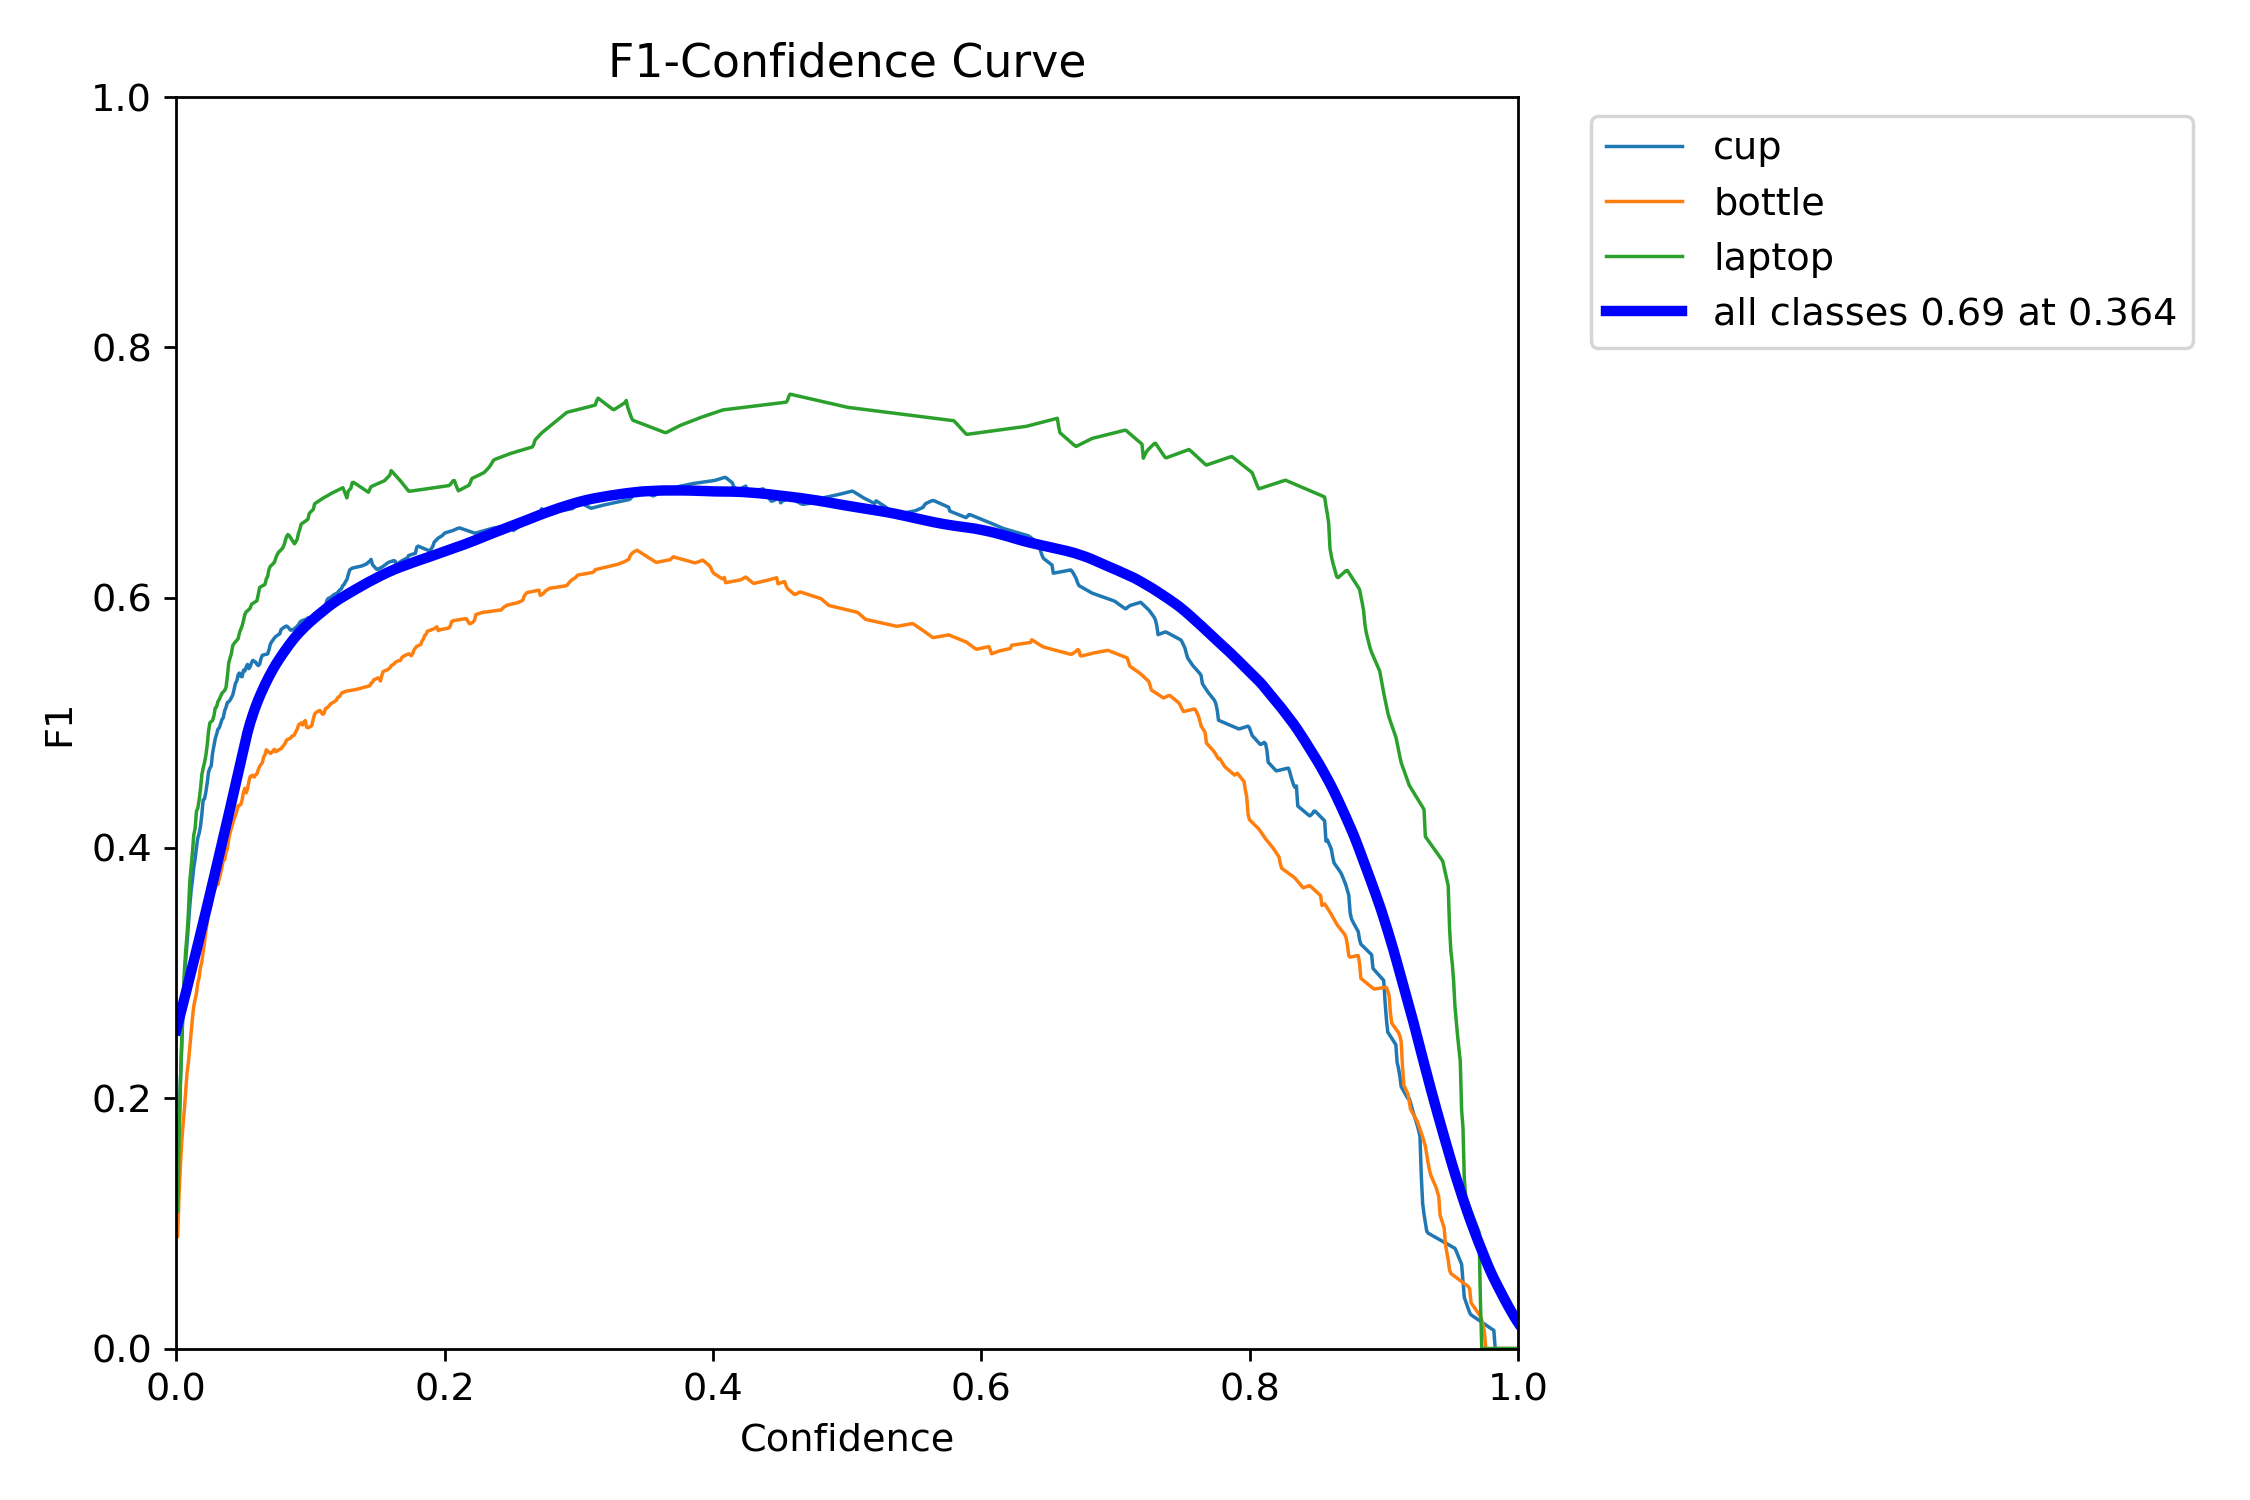 F1-Confidence Curve
1.0
0.8
0.6
0.4
0.2
0.0
F1
0.0 0.2 0.4 0.6 0.8 1.0
Confidence
cup
bottle
laptop
all classes 0.69 at 0.364